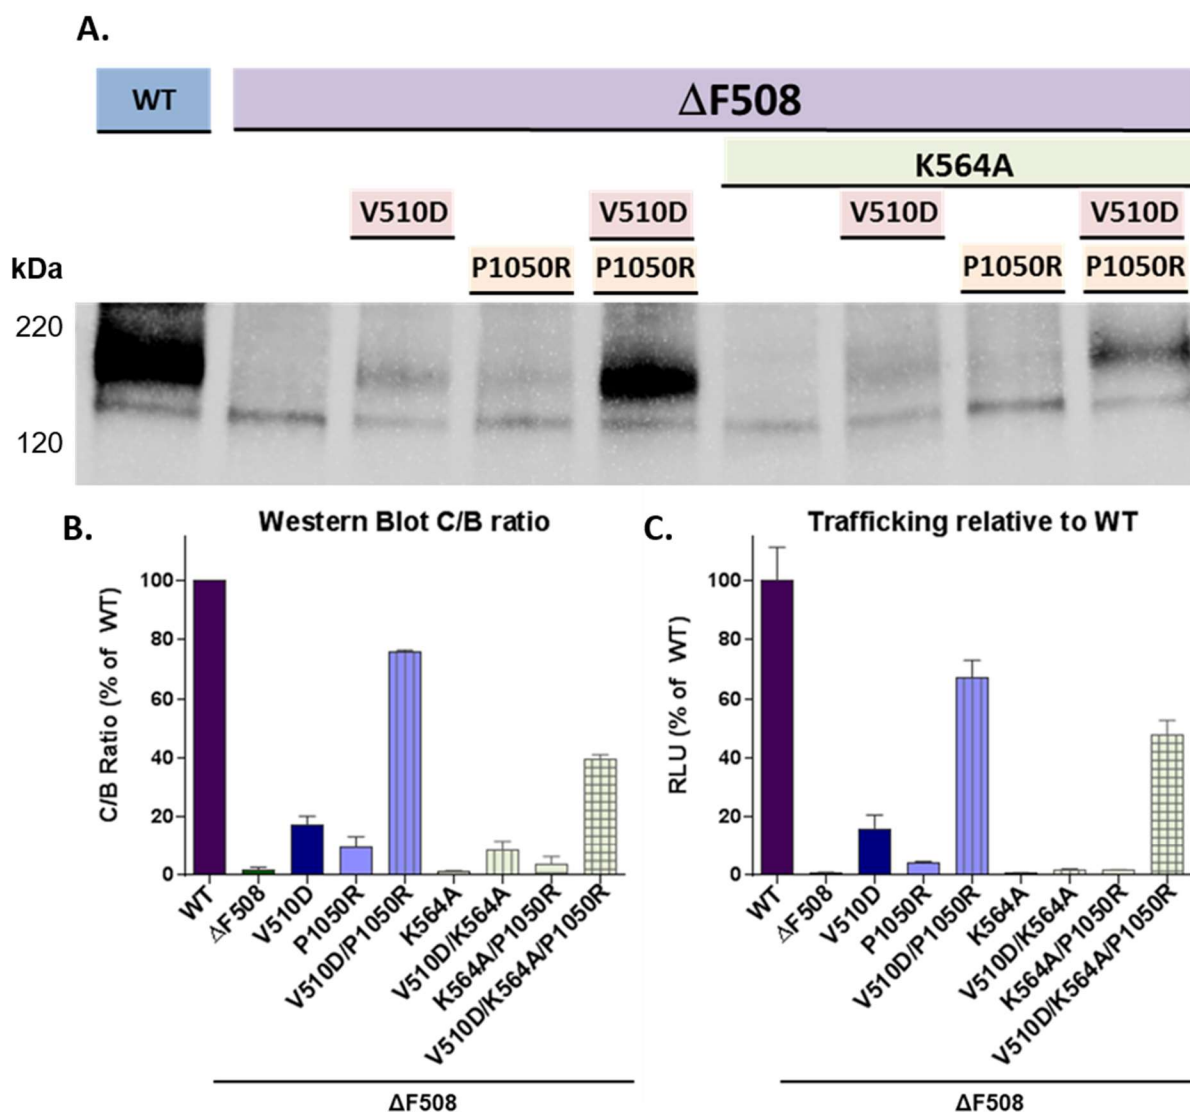 A.
WT ΔF508
K564A
V510D V510D V510D V510D
kDa P1050R P1050R P1050R P1050R
220
120
B. Western Blot C/B ratio
C/B Ratio (% of WT)
100
80
60
40
20
0
WT
ΔF508
V510D
P1050R
V510D/P1050R
K564A
V510D/K564A
K564A/P1050R
V510D/K564A/P1050R
ΔF508
C. Trafficking relative to WT
RLU (% of WT)
100
80
60
40
20
0
WT
ΔF508
V510D
P1050R
V510D/P1050R
K564A
V510D/K564A
K564A/P1050R
V510D/K564A/P1050R
ΔF508